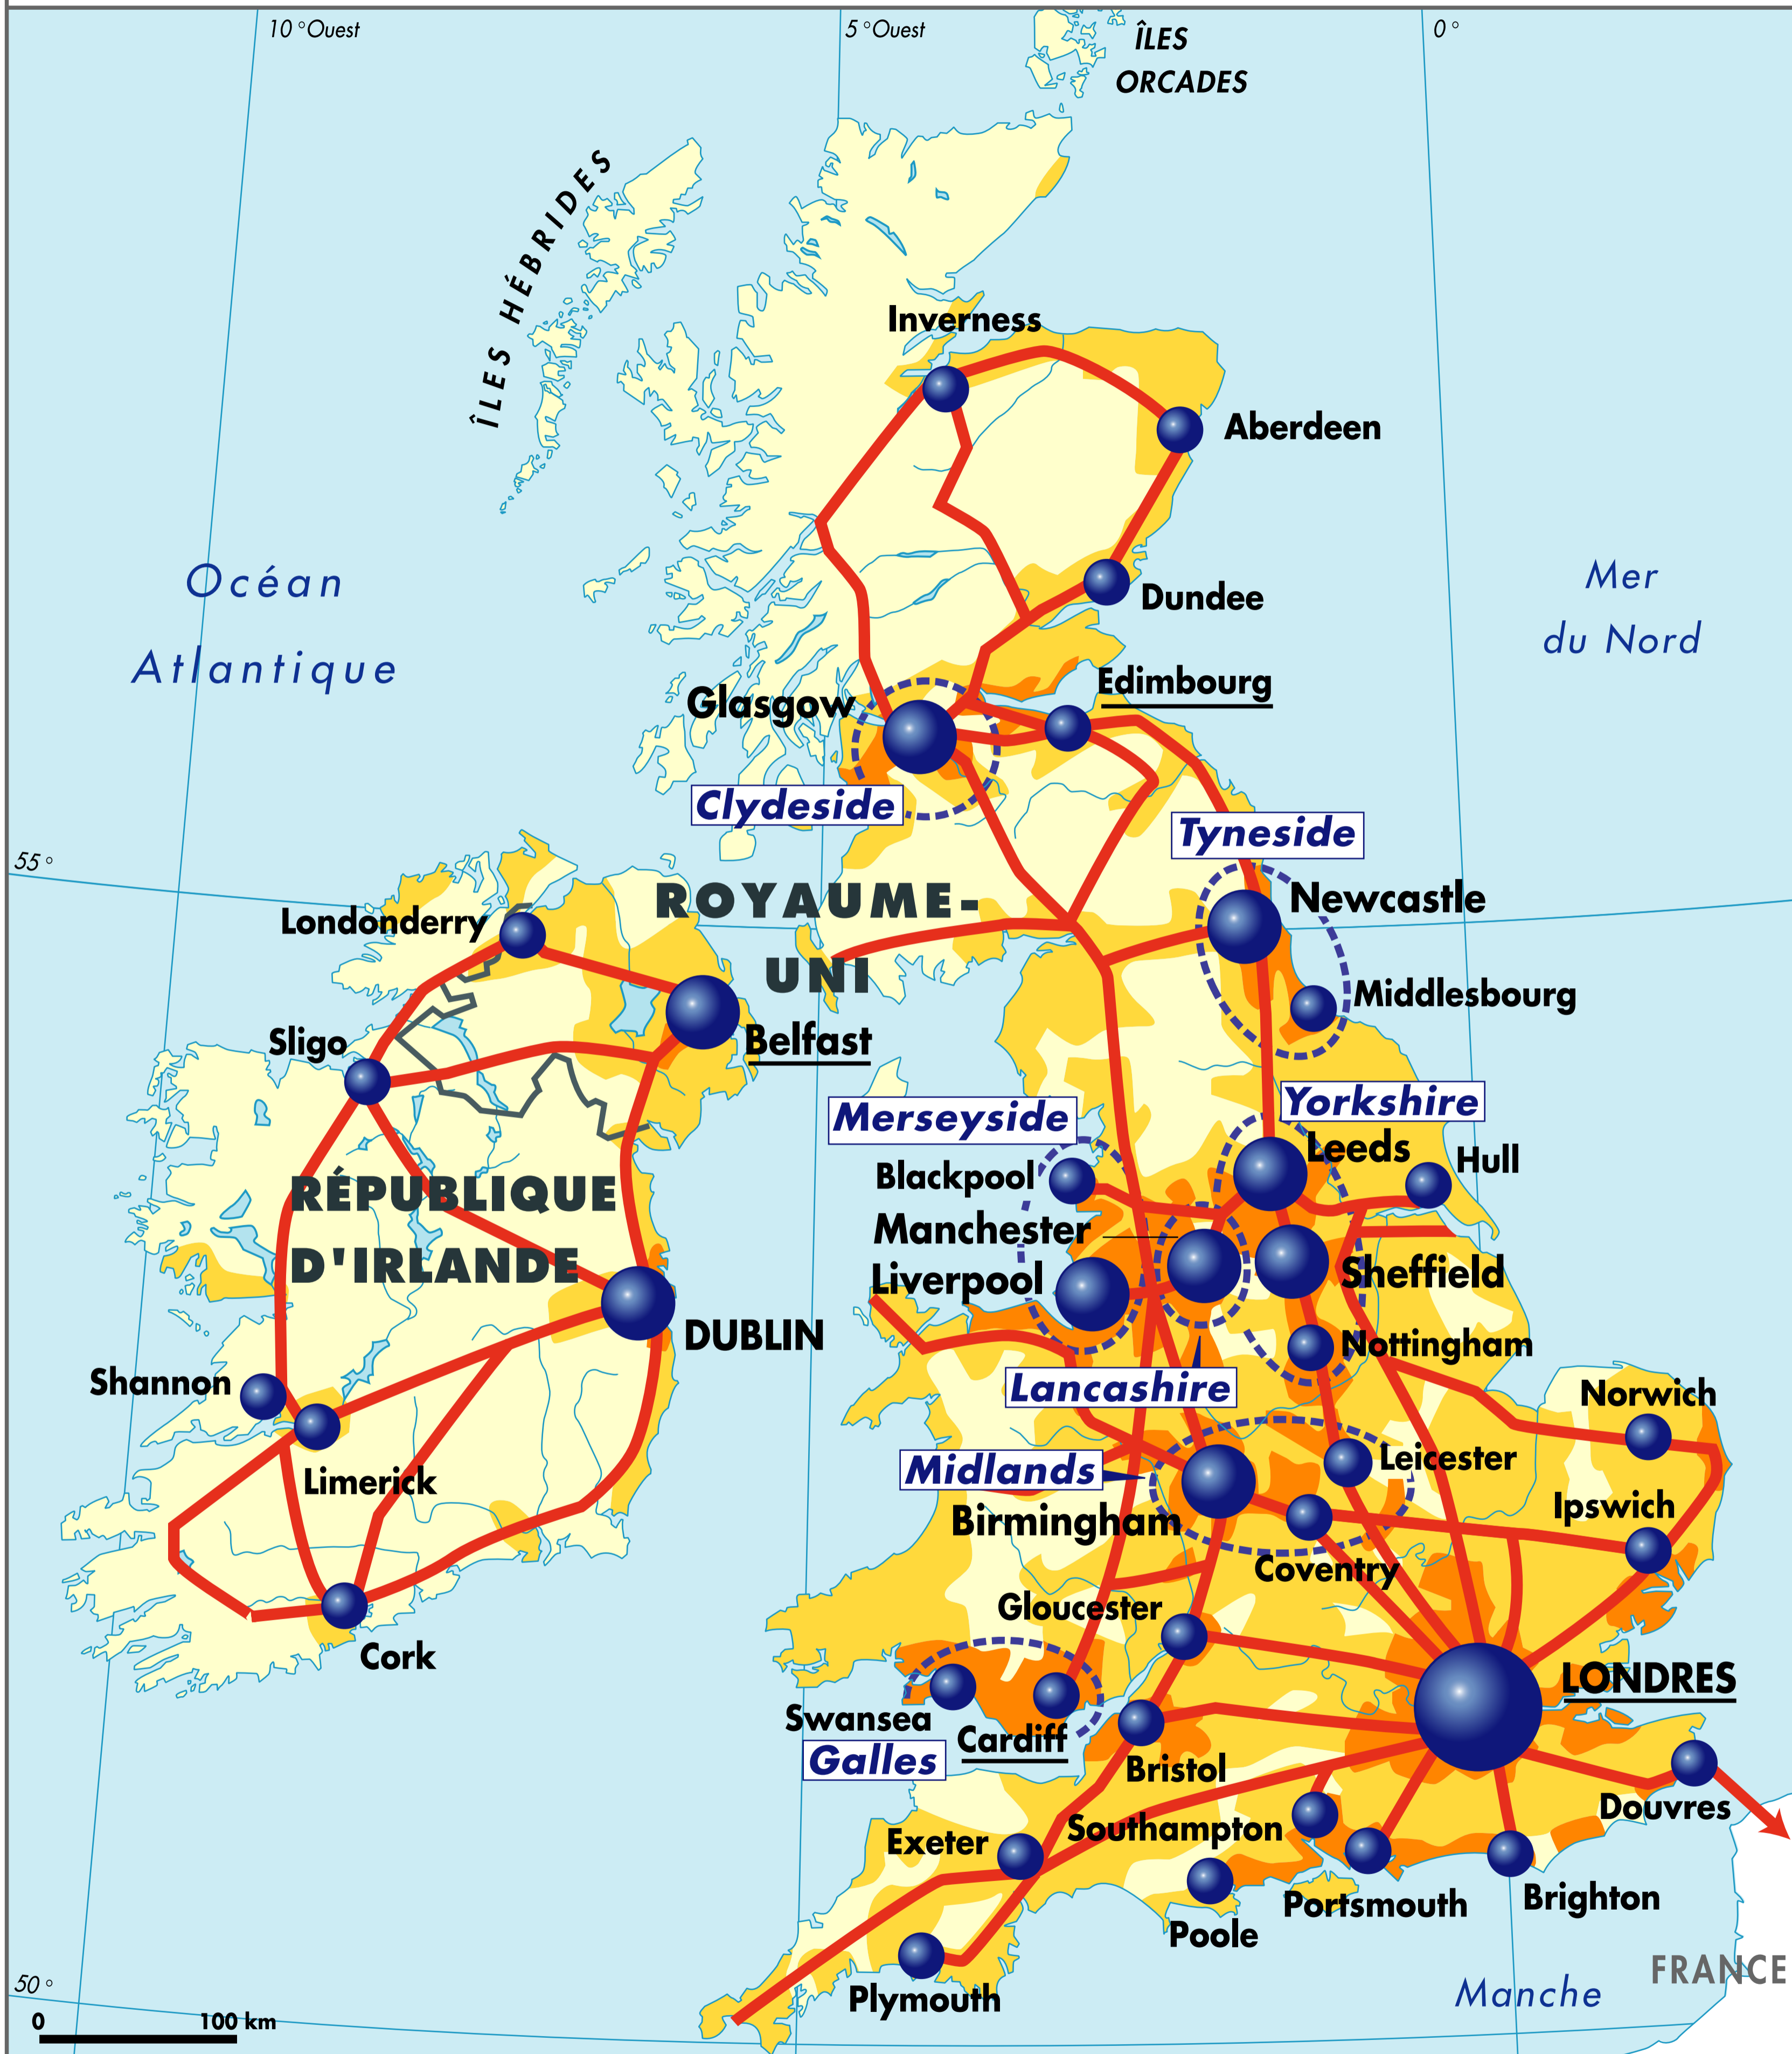 10 °Ouest
5 °Ouest
0 °
ÎLES
ORCADES
ÎLES HÉBRIDES
Inverness
Aberdeen
Océan
Atlantique
Mer
du Nord
Dundee
Edimbourg
Glasgow
Clydeside
Tyneside
55 °
Newcastle
ROYAUME-
UNI
Londonderry
Middlesbourg
Belfast
Sligo
Yorkshire
Merseyside
Leeds
Hull
Blackpool
Manchester
Liverpool
Sheffield
RÉPUBLIQUE
D'IRLANDE
DUBLIN
Nottingham
Shannon
Lancashire
Norwich
Limerick
Midlands
Leicester
Birmingham
Ipswich
Coventry
Gloucester
Cork
LONDRES
Swansea
Cardiff
Galles
Bristol
Douvres
Exeter
Southampton
Portsmouth
Brighton
Poole
FRANCE
Plymouth
Manche
50 °
0
100 km